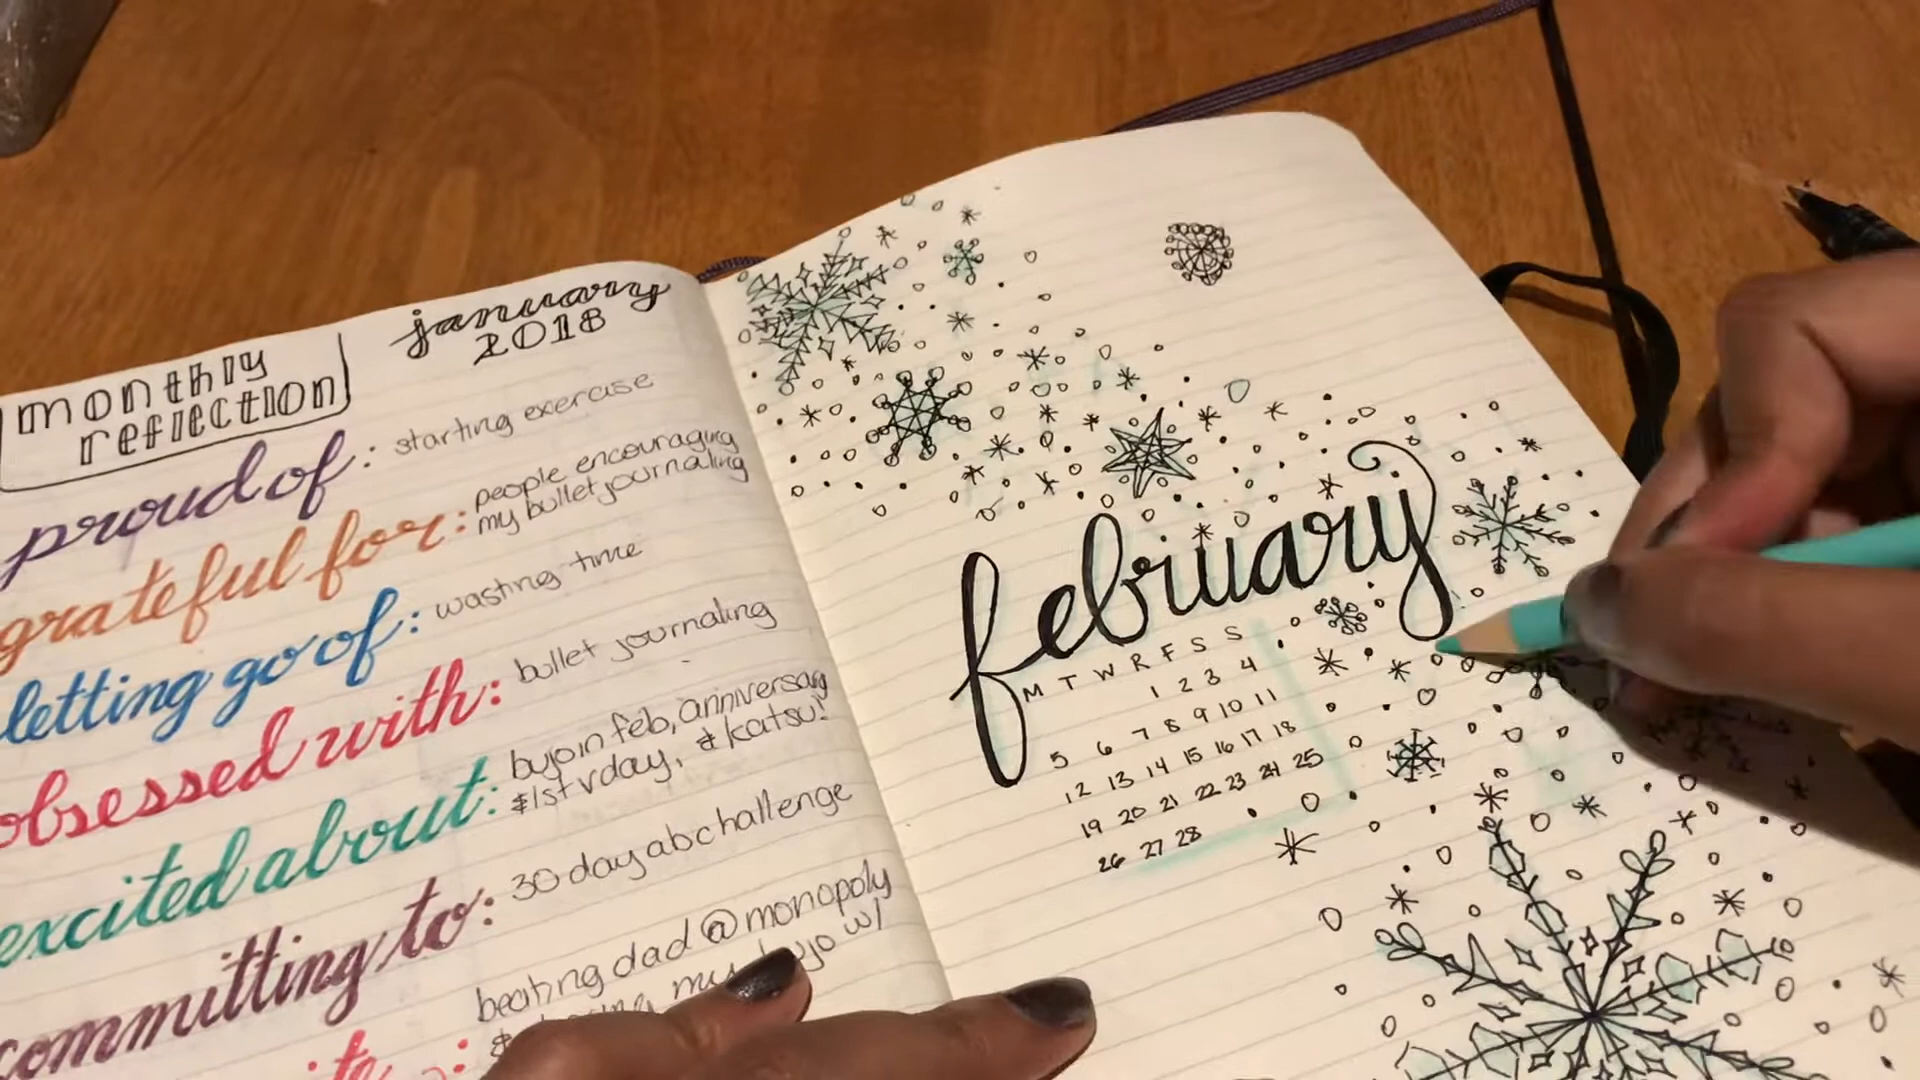 monthly
reflection
january
2018
proud of: starting exercise
grateful for: people encouraging
my bullet journaling
letting go of: wasting time
obsessed with: bullet journaling
excited about: bujo in feb, anniversary
& 1st vday, & katsu!
committing to: 30 day abc challenge
beating dad @ monopoly
my bujo w/
february
M T W R F S S
1 2 3 4
5 6 7 8 9 10 11
12 13 14 15 16 17 18
19 20 21 22 23 24 25
26 27 28